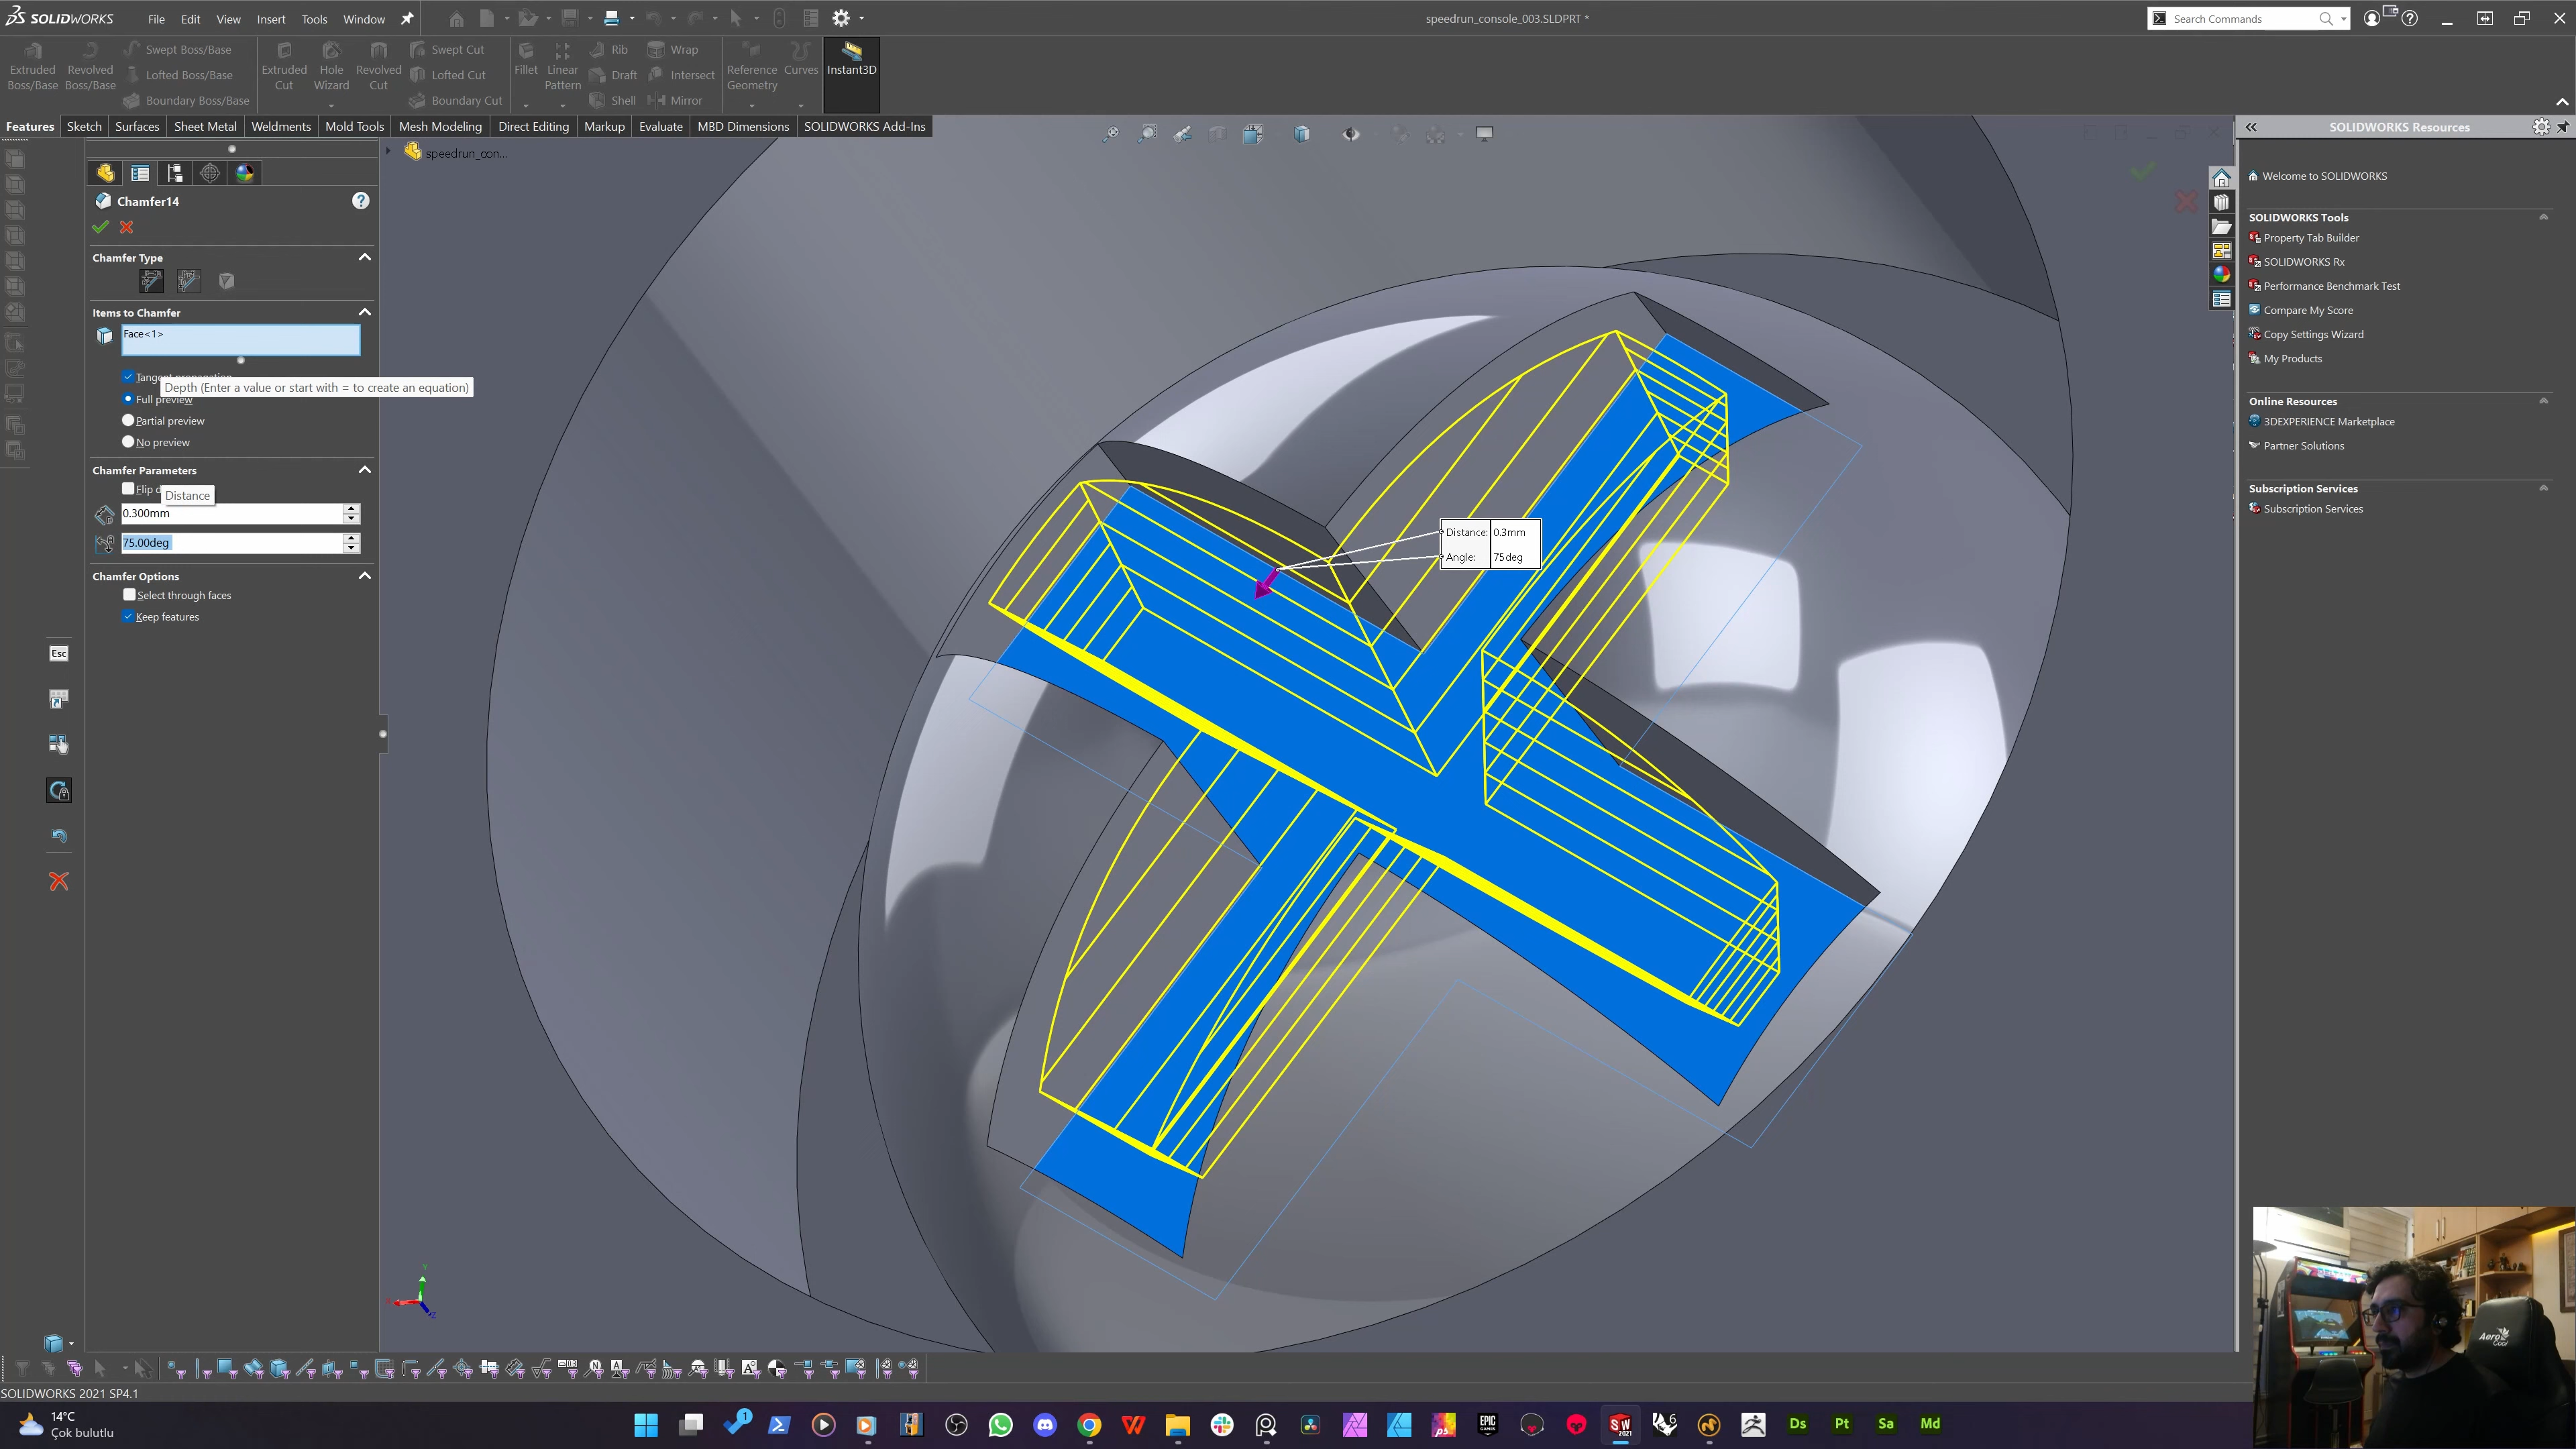 SOLIDWORKS File Edit View Insert Tools Window speedrun_console_003.SLDPRT * Search Commands
Extruded Boss/Base
Revolved Boss/Base
Swept Boss/Base
Lofted Boss/Base
Boundary Boss/Base
Extruded Cut
Hole Wizard
Revolved Cut
Swept Cut
Lofted Cut
Boundary Cut
Fillet
Linear Pattern
Rib
Draft
Shell
Wrap
Intersect
Mirror
Reference Geometry
Curves
Instant3D
Features Sketch Surfaces Sheet Metal Weldments Mold Tools Mesh Modeling Direct Editing Markup Evaluate MBD Dimensions SOLIDWORKS Add-Ins
speedrun_con...
Chamfer14
Chamfer Type
Items to Chamfer
Face<1>
Depth (Enter a value or start with = to create an equation)
Full preview
Partial preview
No preview
Chamfer Parameters
Flip d
Distance
0.300mm
75.00deg
Chamfer Options
Select through faces
Keep features
Esc
Distance: 0.3mm
Angle: 75deg
SOLIDWORKS Resources
Welcome to SOLIDWORKS
SOLIDWORKS Tools
Property Tab Builder
SOLIDWORKS Rx
Performance Benchmark Test
Compare My Score
Copy Settings Wizard
My Products
Online Resources
3DEXPERIENCE Marketplace
Partner Solutions
Subscription Services
Subscription Services
SOLIDWORKS 2021 SP4.1
14°C
Çok bulutlu
1
EPIC GAMES
SW 2021
6
Ds Pt Sa Md